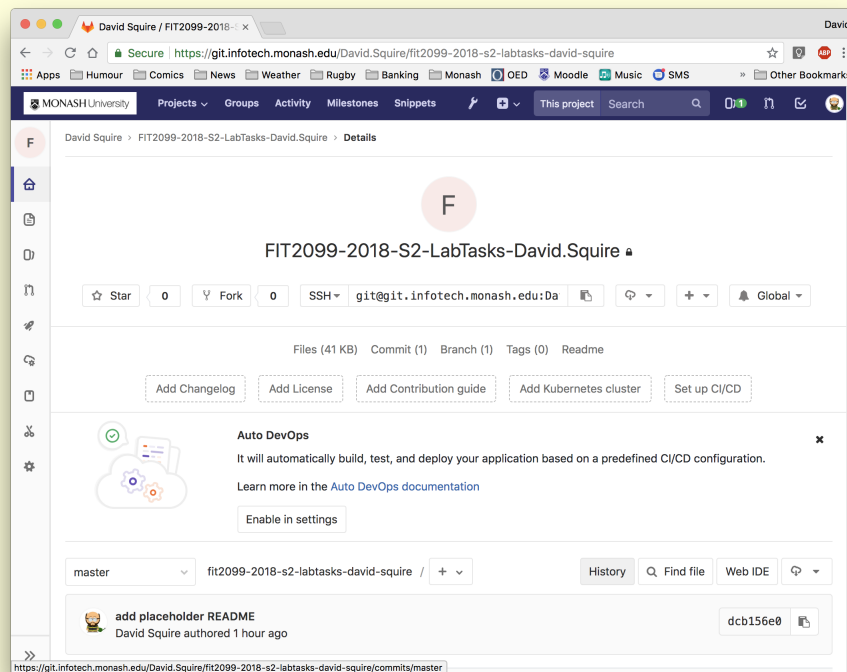 David Squire / FIT2099-2018-S ×
David
Secure https://git.infotech.monash.edu/David.Squire/fit2099-2018-s2-labtasks-david-squire
ABP
Apps Humour Comics News Weather Rugby Banking Monash OED Moodle Music SMS » Other Bookmarks
MONASH University Projects Groups Activity Milestones Snippets This project Search 1
F David Squire > FIT2099-2018-S2-LabTasks-David.Squire > Details
F
FIT2099-2018-S2-LabTasks-David.Squire
Star 0 Fork 0 SSH git@git.infotech.monash.edu:Da + Global
Files (41 KB) Commit (1) Branch (1) Tags (0) Readme
Add Changelog Add License Add Contribution guide Add Kubernetes cluster Set up CI/CD
Auto DevOps
It will automatically build, test, and deploy your application based on a predefined CI/CD configuration.
Learn more in the Auto DevOps documentation
Enable in settings
master fit2099-2018-s2-labtasks-david-squire / + History Find file Web IDE
add placeholder README
David Squire authored 1 hour ago
dcb156e0
https://git.infotech.monash.edu/David.Squire/fit2099-2018-s2-labtasks-david-squire/commits/master